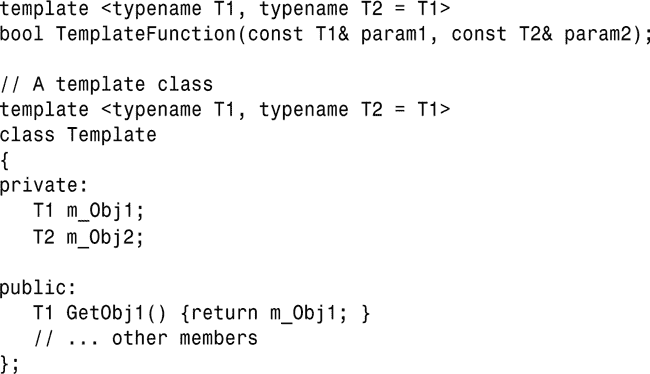 template <typename T1, typename T2 = T1>
bool TemplateFunction(const T1& param1, const T2& param2);

// A template class
template <typename T1, typename T2 = T1>
class Template
{
private:
   T1 m_Obj1;
   T2 m_Obj2;

public:
   T1 GetObj1() {return m_Obj1; }
   // ... other members
};